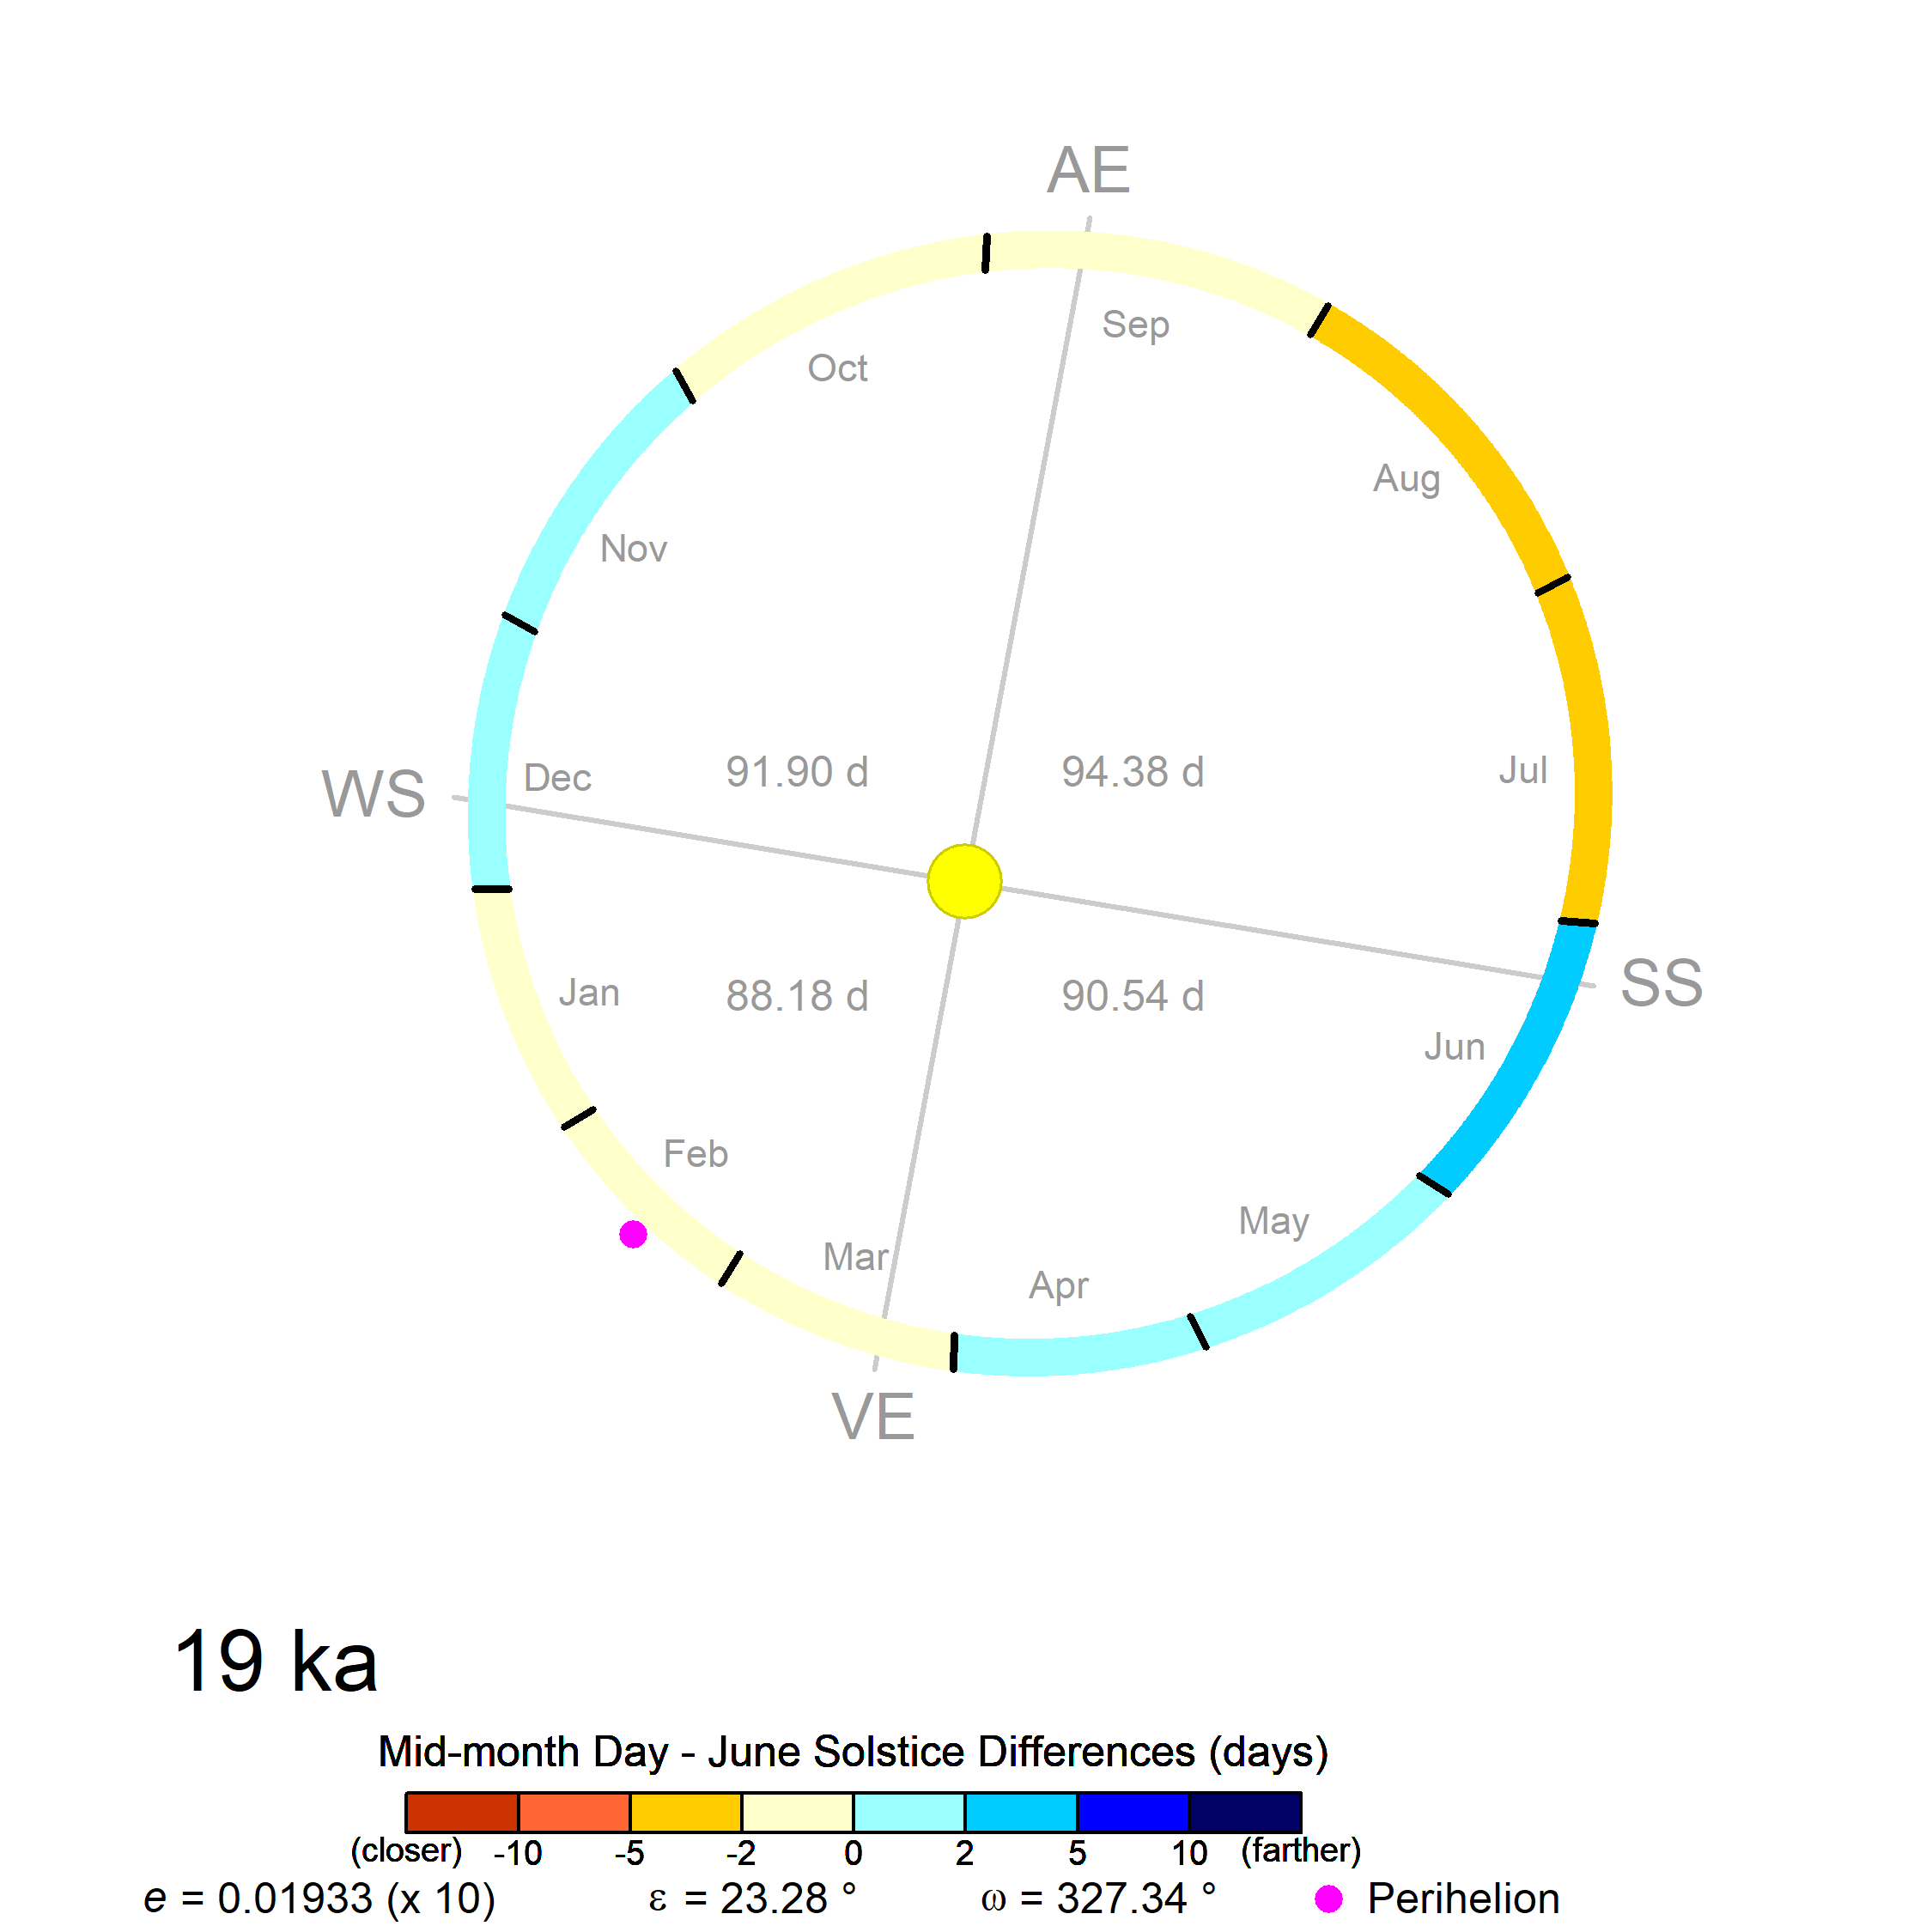 AE
Sep
Oct
Aug
Nov
91.90 d
94.38 d
Jul
Dec
WS
SS
Jan
88.18 d
90.54 d
Jun
Feb
May
Mar
Apr
VE
19 ka
Mid-month Day - June Solstice Differences (days)
(closer) -10 -5 -2 0 2 5 10 (farther)
e = 0.01933 (x 10) ε = 23.28 ° ω = 327.34 ° Perihelion